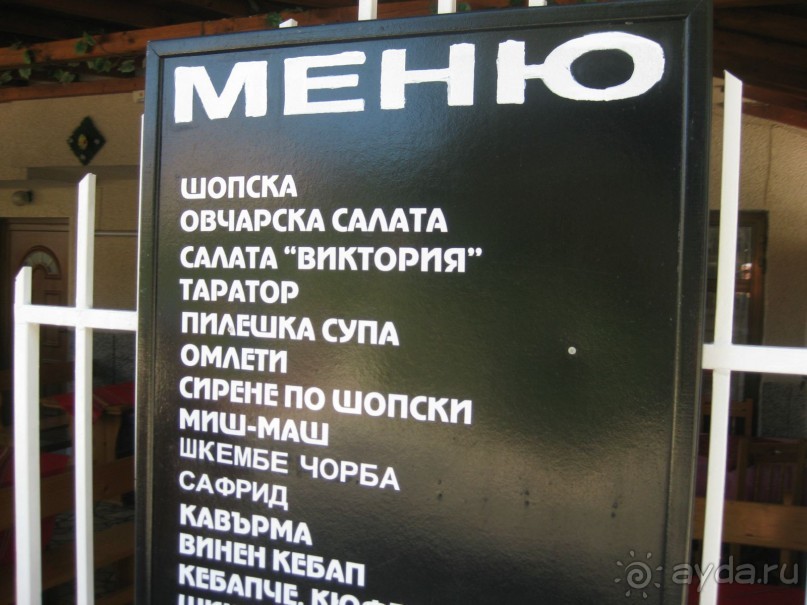 МЕНЮ
ШОПСКА
ОВЧАРСКА САЛАТА
САЛАТА “ВИКТОРИЯ”
ТАРАТОР
ПИЛЕШКА СУПА
ОМЛЕТИ
СИРЕНЕ ПО ШОПСКИ
МИШ-МАШ
ШКЕМБЕ ЧОРБА
САФРИД
КАВЪРМА
ВИНЕН КЕБАП
КЕБАПЧЕ,
ayda.ru